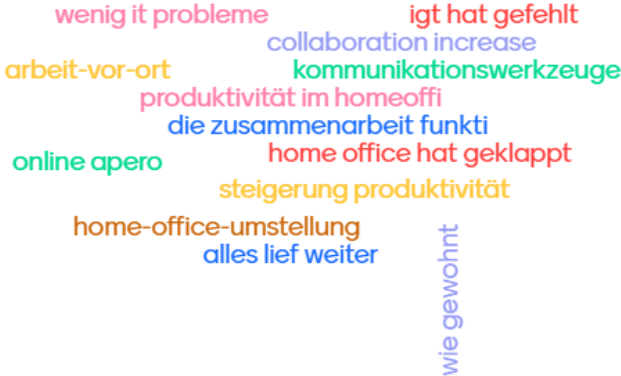 wenig it probleme
igt hat gefehlt
collaboration increase
arbeit-vor-ort
kommunikationswerkzeuge
produktivität im homeoffi
die zusammenarbeit funkti
home office hat geklappt
online apero
steigerung produktivität
home-office-umstellung
alles lief weiter
wie gewohnt